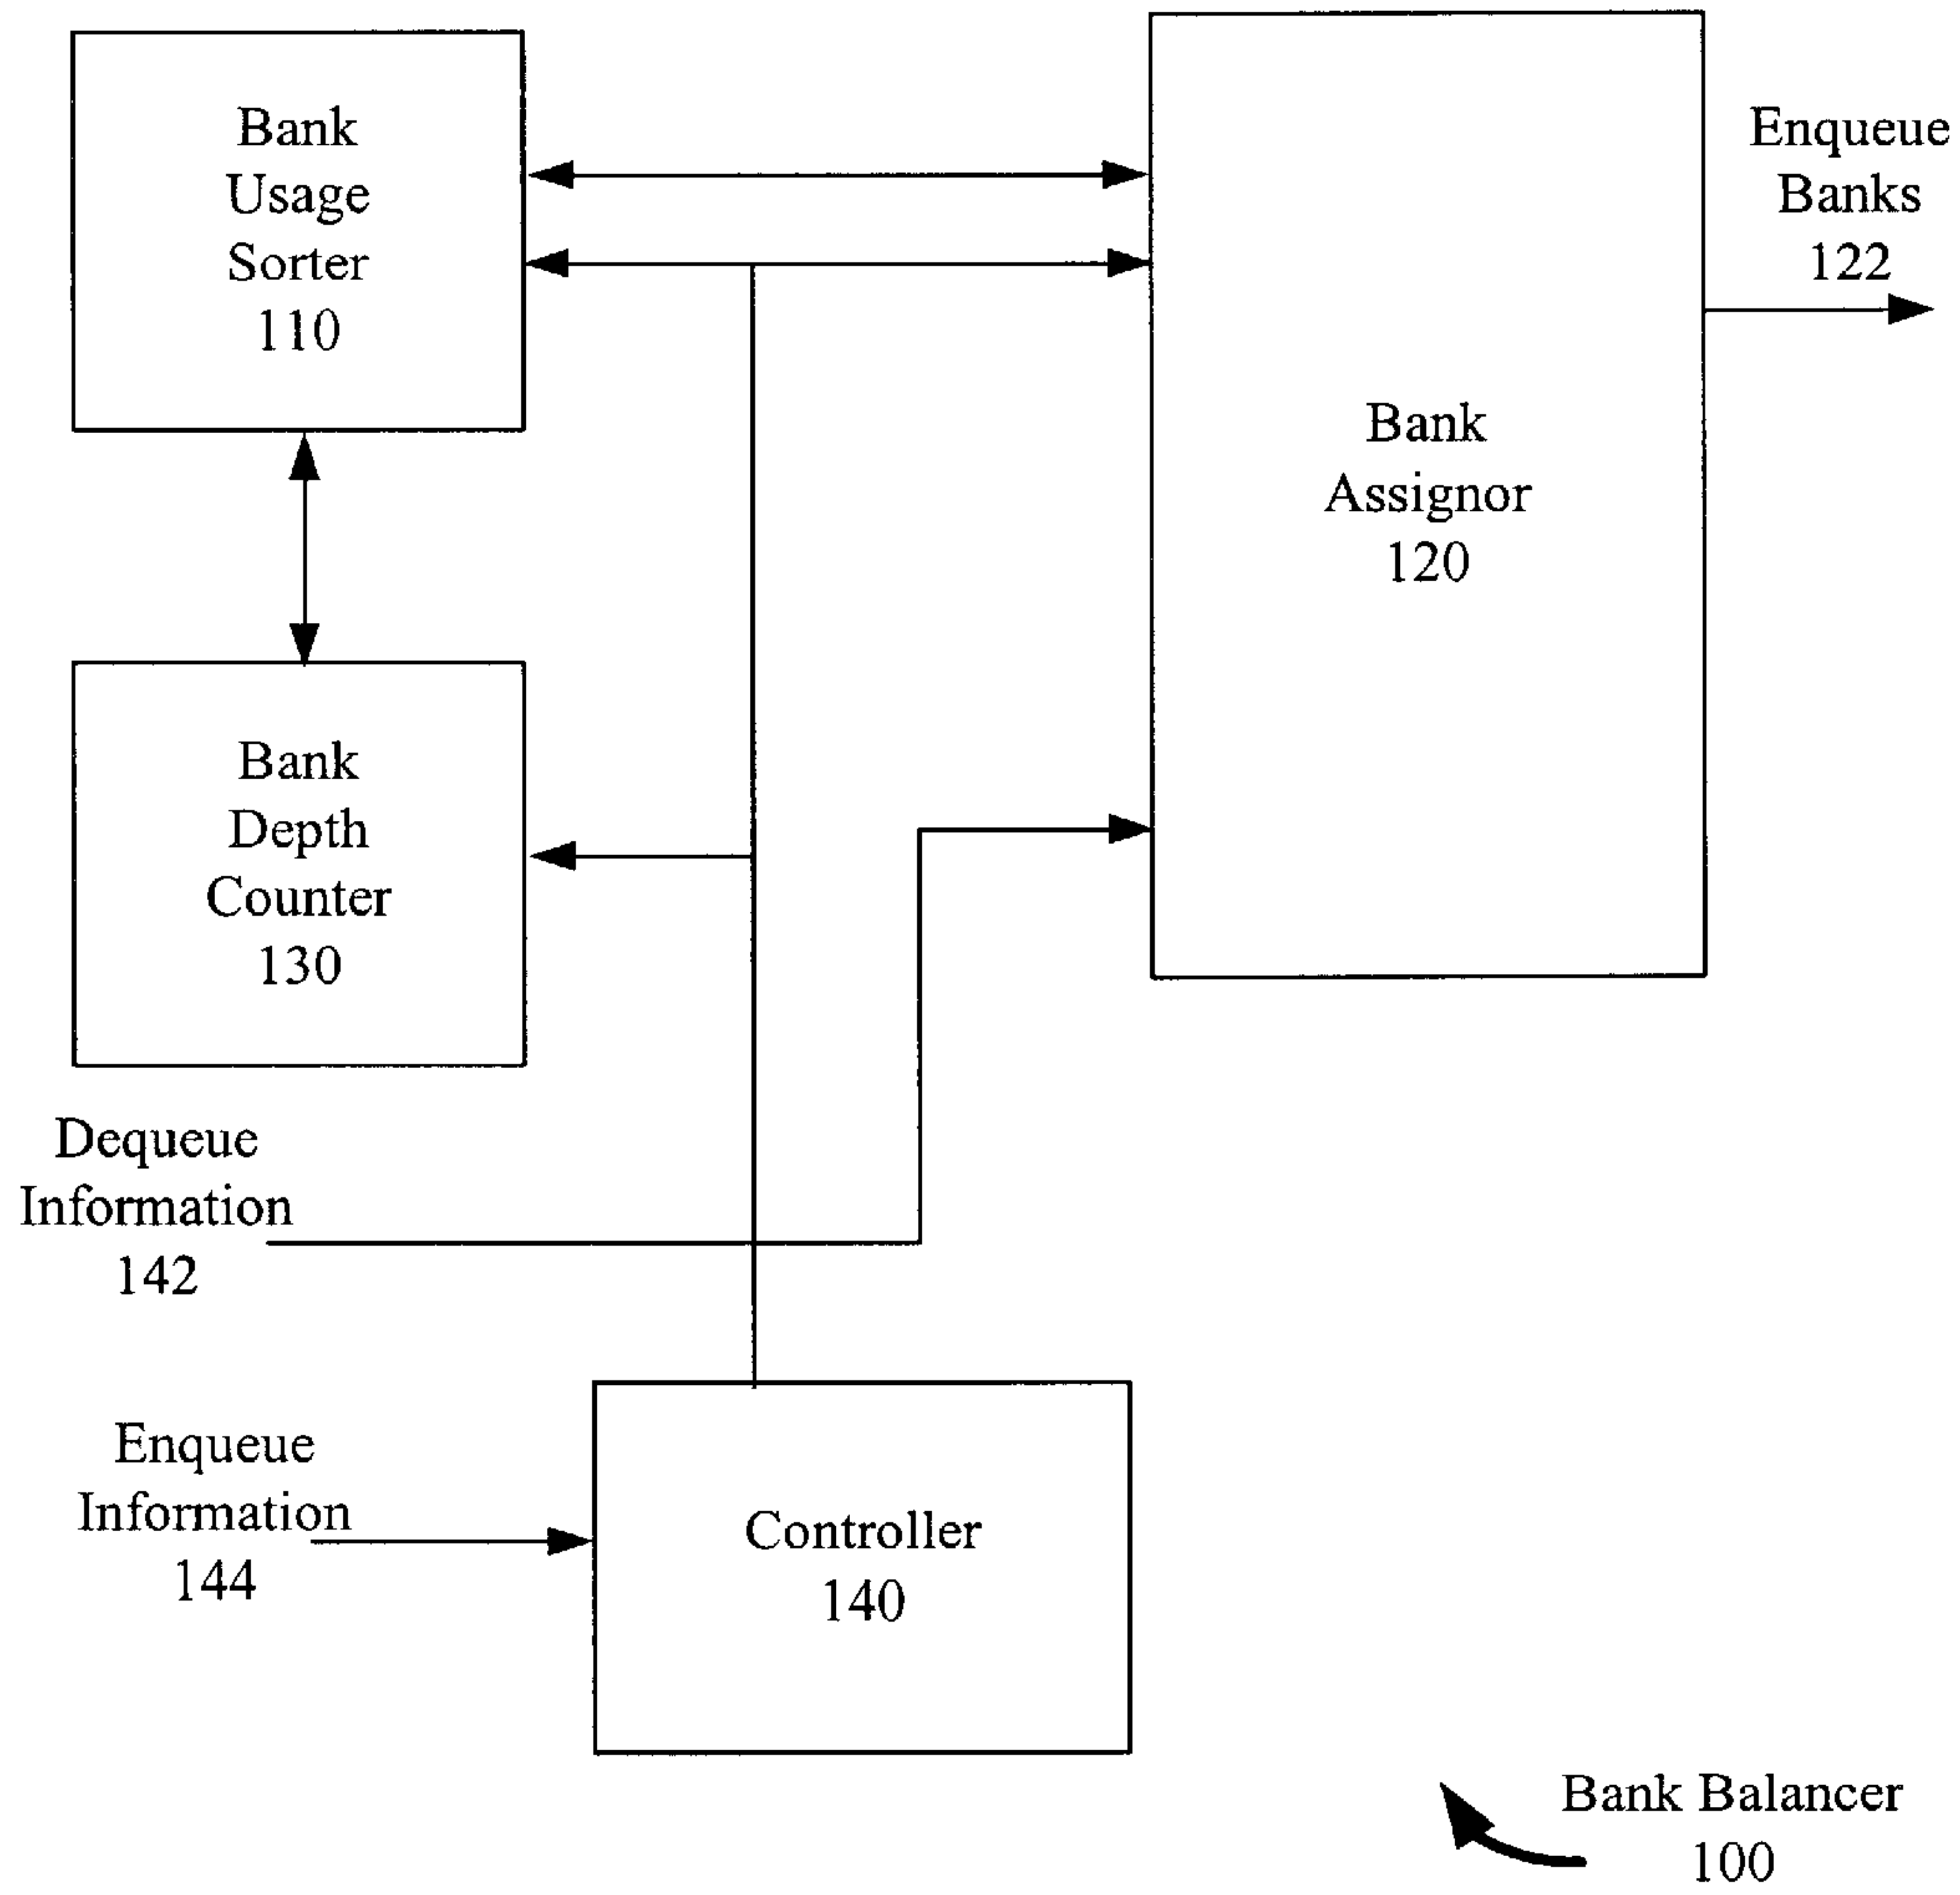 Bank
Usage
Sorter
110
Enqueue
Banks
122
Bank
Assignor
120
Bank
Depth
Counter
130
Dequeue
Information
142
Enqueue
Information
144
Controller
140
Bank Balancer
100